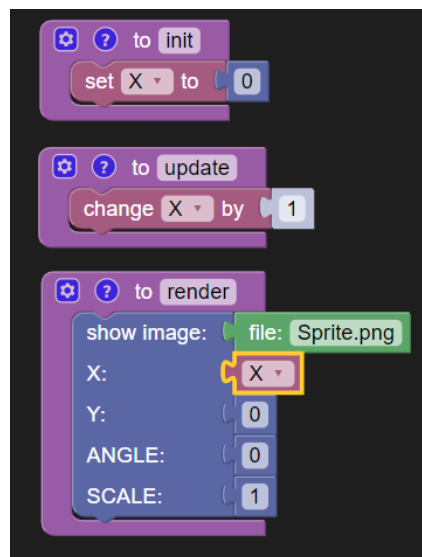 ? to init
set X to 0
? to update
change X by 1
? to render
show image: file: Sprite.png
X: X
Y: 0
ANGLE: 0
SCALE: 1